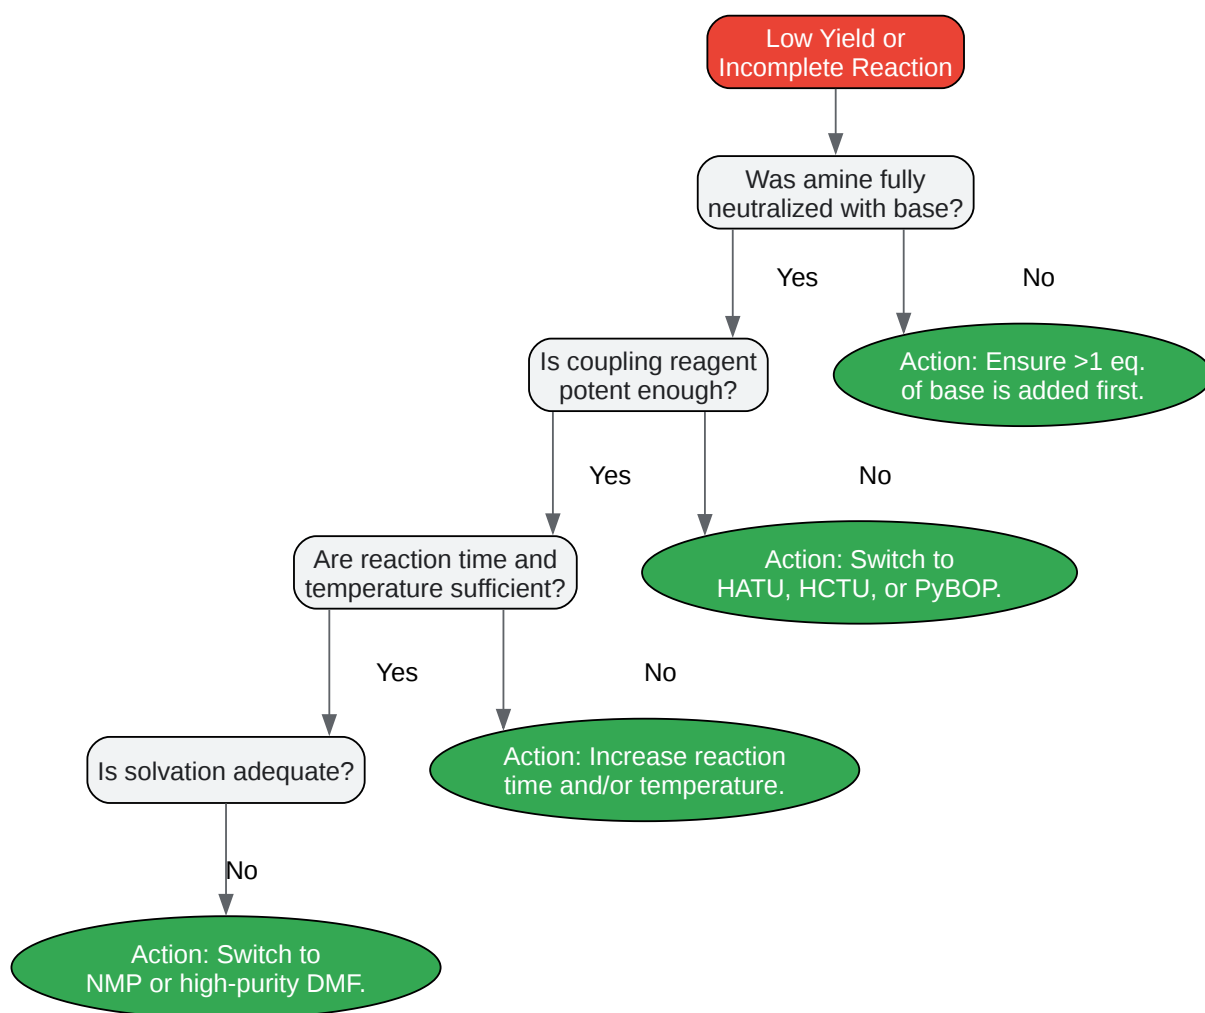 Low Yield or
Incomplete Reaction
Was amine fully
neutralized with base?
Yes
No
Is coupling reagent
potent enough?
Action: Ensure >1 eq.
of base is added first.
Yes
No
Are reaction time and
temperature sufficient?
Action: Switch to
HATU, HCTU, or PyBOP.
Yes
No
Is solvation adequate?
Action: Increase reaction
time and/or temperature.
No
Action: Switch to
NMP or high-purity DMF.